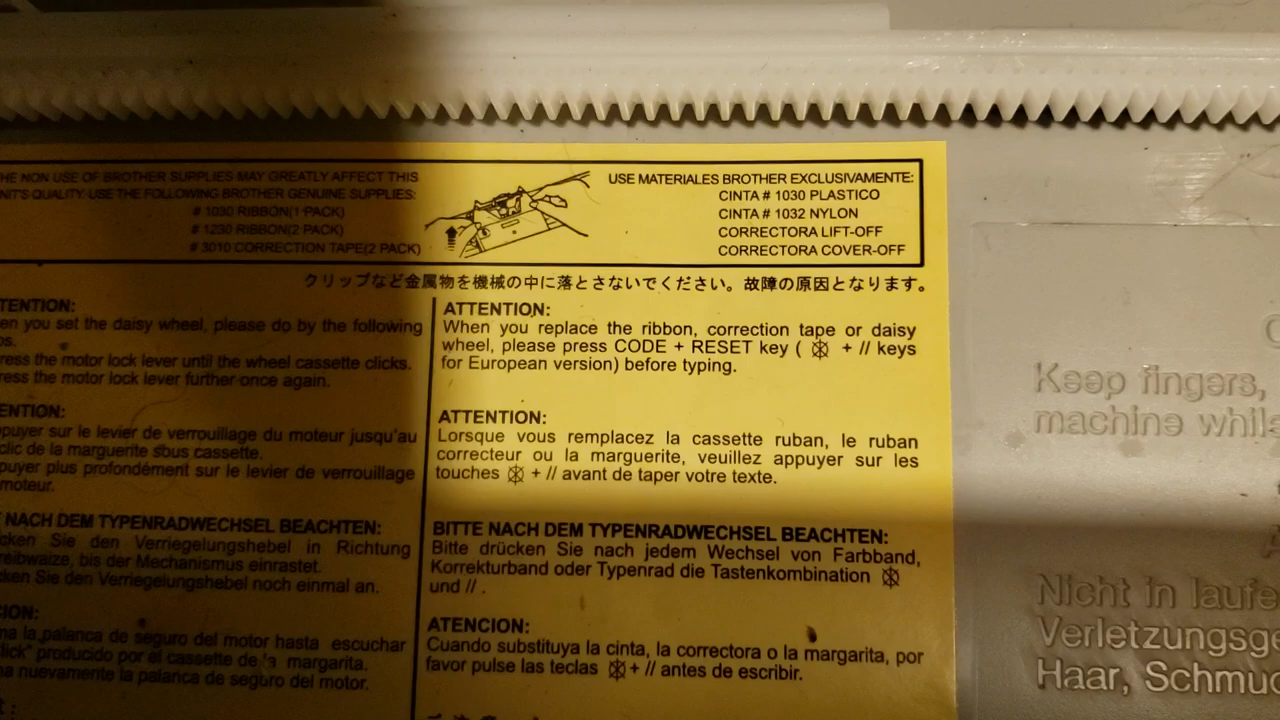 HE NON USE OF BROTHER SUPPLIES MAY GREATLY AFFECT THIS
NIT'S QUALITY. USE THE FOLLOWING BROTHER GENUINE SUPPLIES:
# 1030 RIBBON(1 PACK)
# 1230 RIBBON(2 PACK)
# 3010 CORRECTION TAPE(2 PACK)
USE MATERIALES BROTHER EXCLUSIVAMENTE:
CINTA # 1030 PLASTICO
CINTA # 1032 NYLON
CORRECTORA LIFT-OFF
CORRECTORA COVER-OFF
クリップなど金属物を機械の中に落とさないでください。故障の原因となります。
TENTION:
en you set the daisy wheel, please do by the following
ps.
ress the motor lock lever until the wheel cassette clicks.
ress the motor lock lever further once again.
ENTION:
puyer sur le levier de verrouillage du moteur jusqu'au
clic de la marguerite sous cassette.
puyer plus profondément sur le levier de verrouillage
moteur.
NACH DEM TYPENRADWECHSEL BEACHTEN:
cken Sie den Verriegelungshebel in Richtung
reibwaize, bis der Mechanismus einrastet.
cken Sie den Verriegelungshebel noch einmal an.
CION:
na la palanca de seguro del motor hasta escuchar
lick" producido por el cassette de la margarita.
na nuevamente la palanca de seguro del motor.
ATTENTION:
When you replace the ribbon, correction tape or daisy
wheel, please press CODE + RESET key ( + // keys
for European version) before typing.
ATTENTION:
Lorsque vous remplacez la cassette ruban, le ruban
correcteur ou la marguerite, veuillez appuyer sur les
touches + // avant de taper votre texte.
BITTE NACH DEM TYPENRADWECHSEL BEACHTEN:
Bitte drücken Sie nach jedem Wechsel von Farbband,
Korrekturband oder Typenrad die Tastenkombination
und // .
ATENCION:
Cuando substituya la cinta, la correctora o la margarita, por
favor pulse las teclas + // antes de escribir.
Keep fingers,
machine while
Nicht in laufe
Verletzungsge
Haar, Schmuc